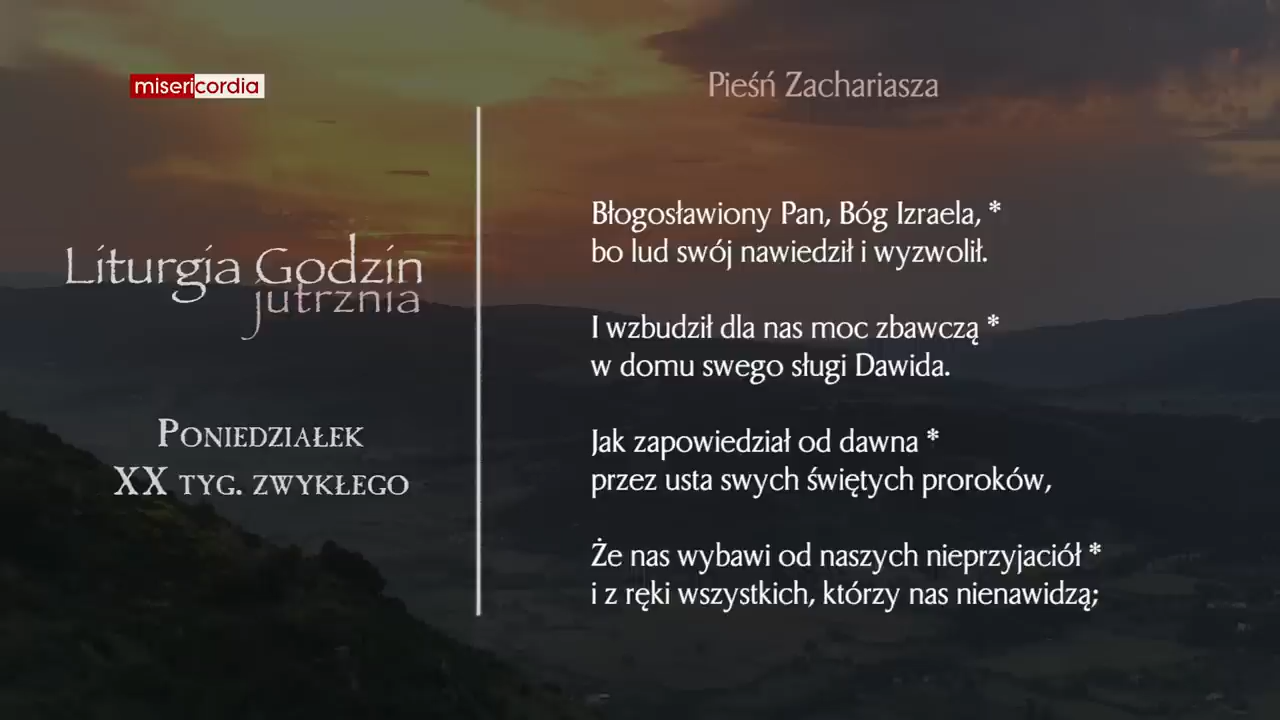 misericordia
Liturgia Godzin
jutrznia
Poniedziałek
XX tyg. zwykłego
Pieśń Zachariasza
Błogosławiony Pan, Bóg Izraela, *
bo lud swój nawiedził i wyzwolił.
I wzbudził dla nas moc zbawczą *
w domu swego sługi Dawida.
Jak zapowiedział od dawna *
przez usta swych świętych proroków,
Że nas wybawi od naszych nieprzyjaciół *
i z ręki wszystkich, którzy nas nienawidzą;